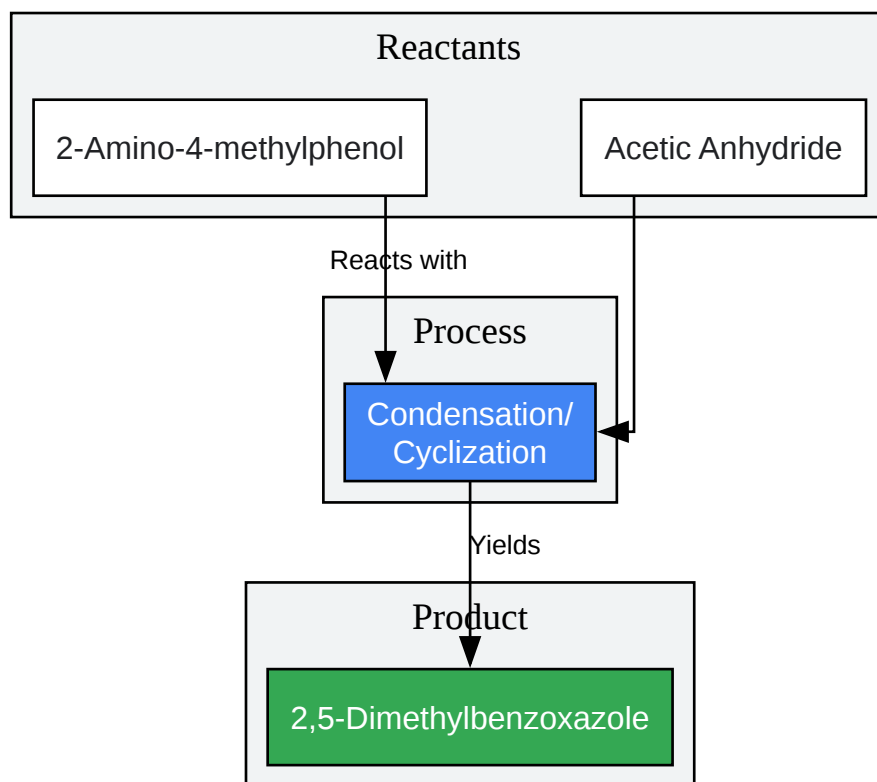 Reactants
2-Amino-4-methylphenol
Acetic Anhydride
Reacts with
Process
Condensation/
Cyclization
Yields
Product
2,5-Dimethylbenzoxazole